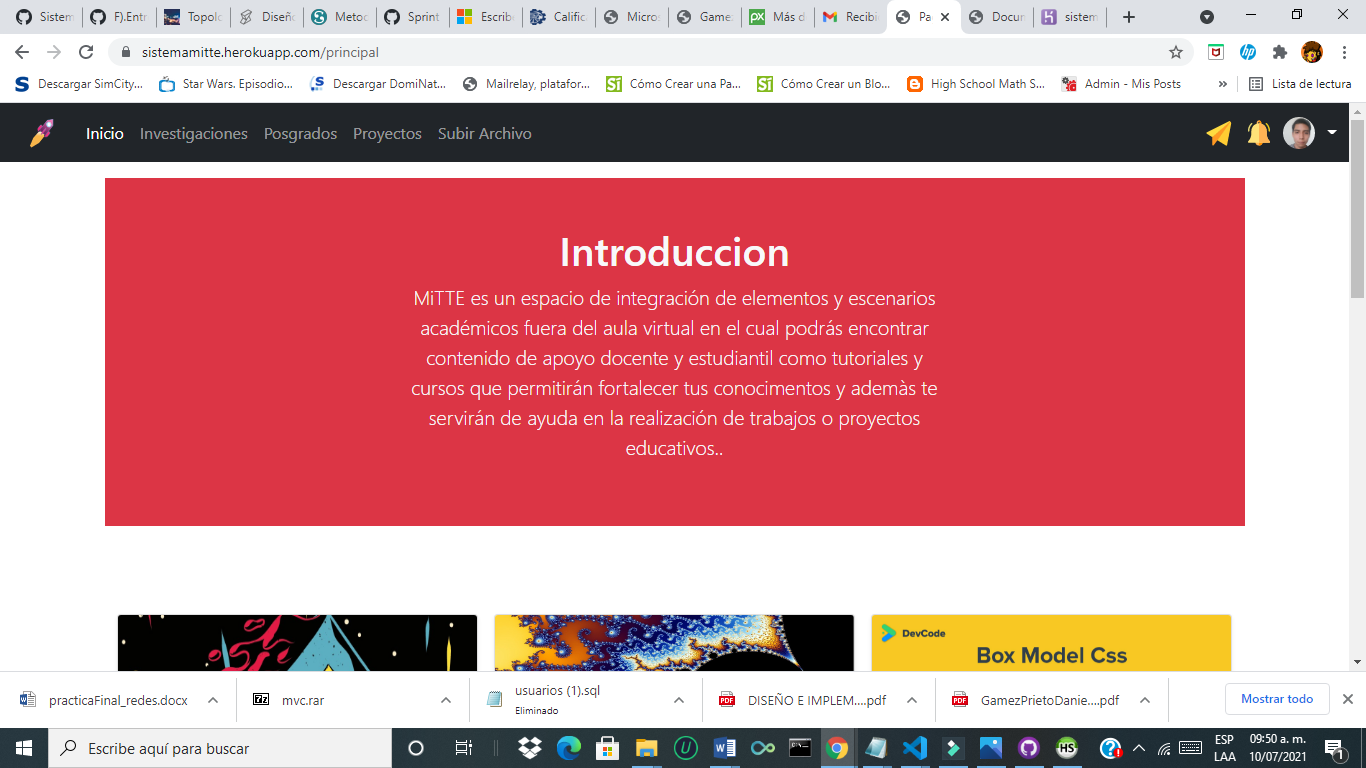 Sistem
F).Entr
Topolo
Diseñ
Metoc
Sprint
Escrib
Califica
Micros
Game
Más d
Recibi
Pa
Docum
sistem
sistemamitte.herokuapp.com/principal
Descargar SimCity...
Star Wars. Episodio...
Descargar DomiNat...
Mailrelay, platafor...
Cómo Crear una Pa...
Cómo Crear un Blo...
High School Math S...
Admin - Mis Posts
»
Lista de lectura
Inicio
Investigaciones
Posgrados
Proyectos
Subir Archivo
Introduccion
MiTTE es un espacio de integración de elementos y escenarios
académicos fuera del aula virtual en el cual podrás encontrar
contenido de apoyo docente y estudiantil como tutoriales y
cursos que permitirán fortalecer tus conocimentos y ademàs te
servirán de ayuda en la realización de trabajos o proyectos
educativos..
DevCode
Box Model Css
practicaFinal_redes.docx
mvc.rar
usuarios (1).sql
Eliminado
DISEÑO E IMPLEM....pdf
GamezPrietoDanie....pdf
Mostrar todo
Escribe aquí para buscar
ESP
LAA
09:50 a. m.
10/07/2021